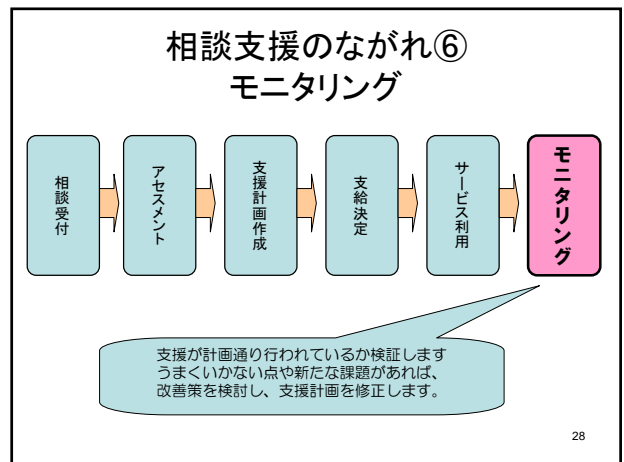 相談支援のながれ⑥
モニタリング
相談受付
アセスメント
支援計画作成
支給決定
サービス利用
モニタリング
支援が計画通り行われているか検証します
うまくいかない点や新たな課題があれば、
改善策を検討し、支援計画を修正します。
28